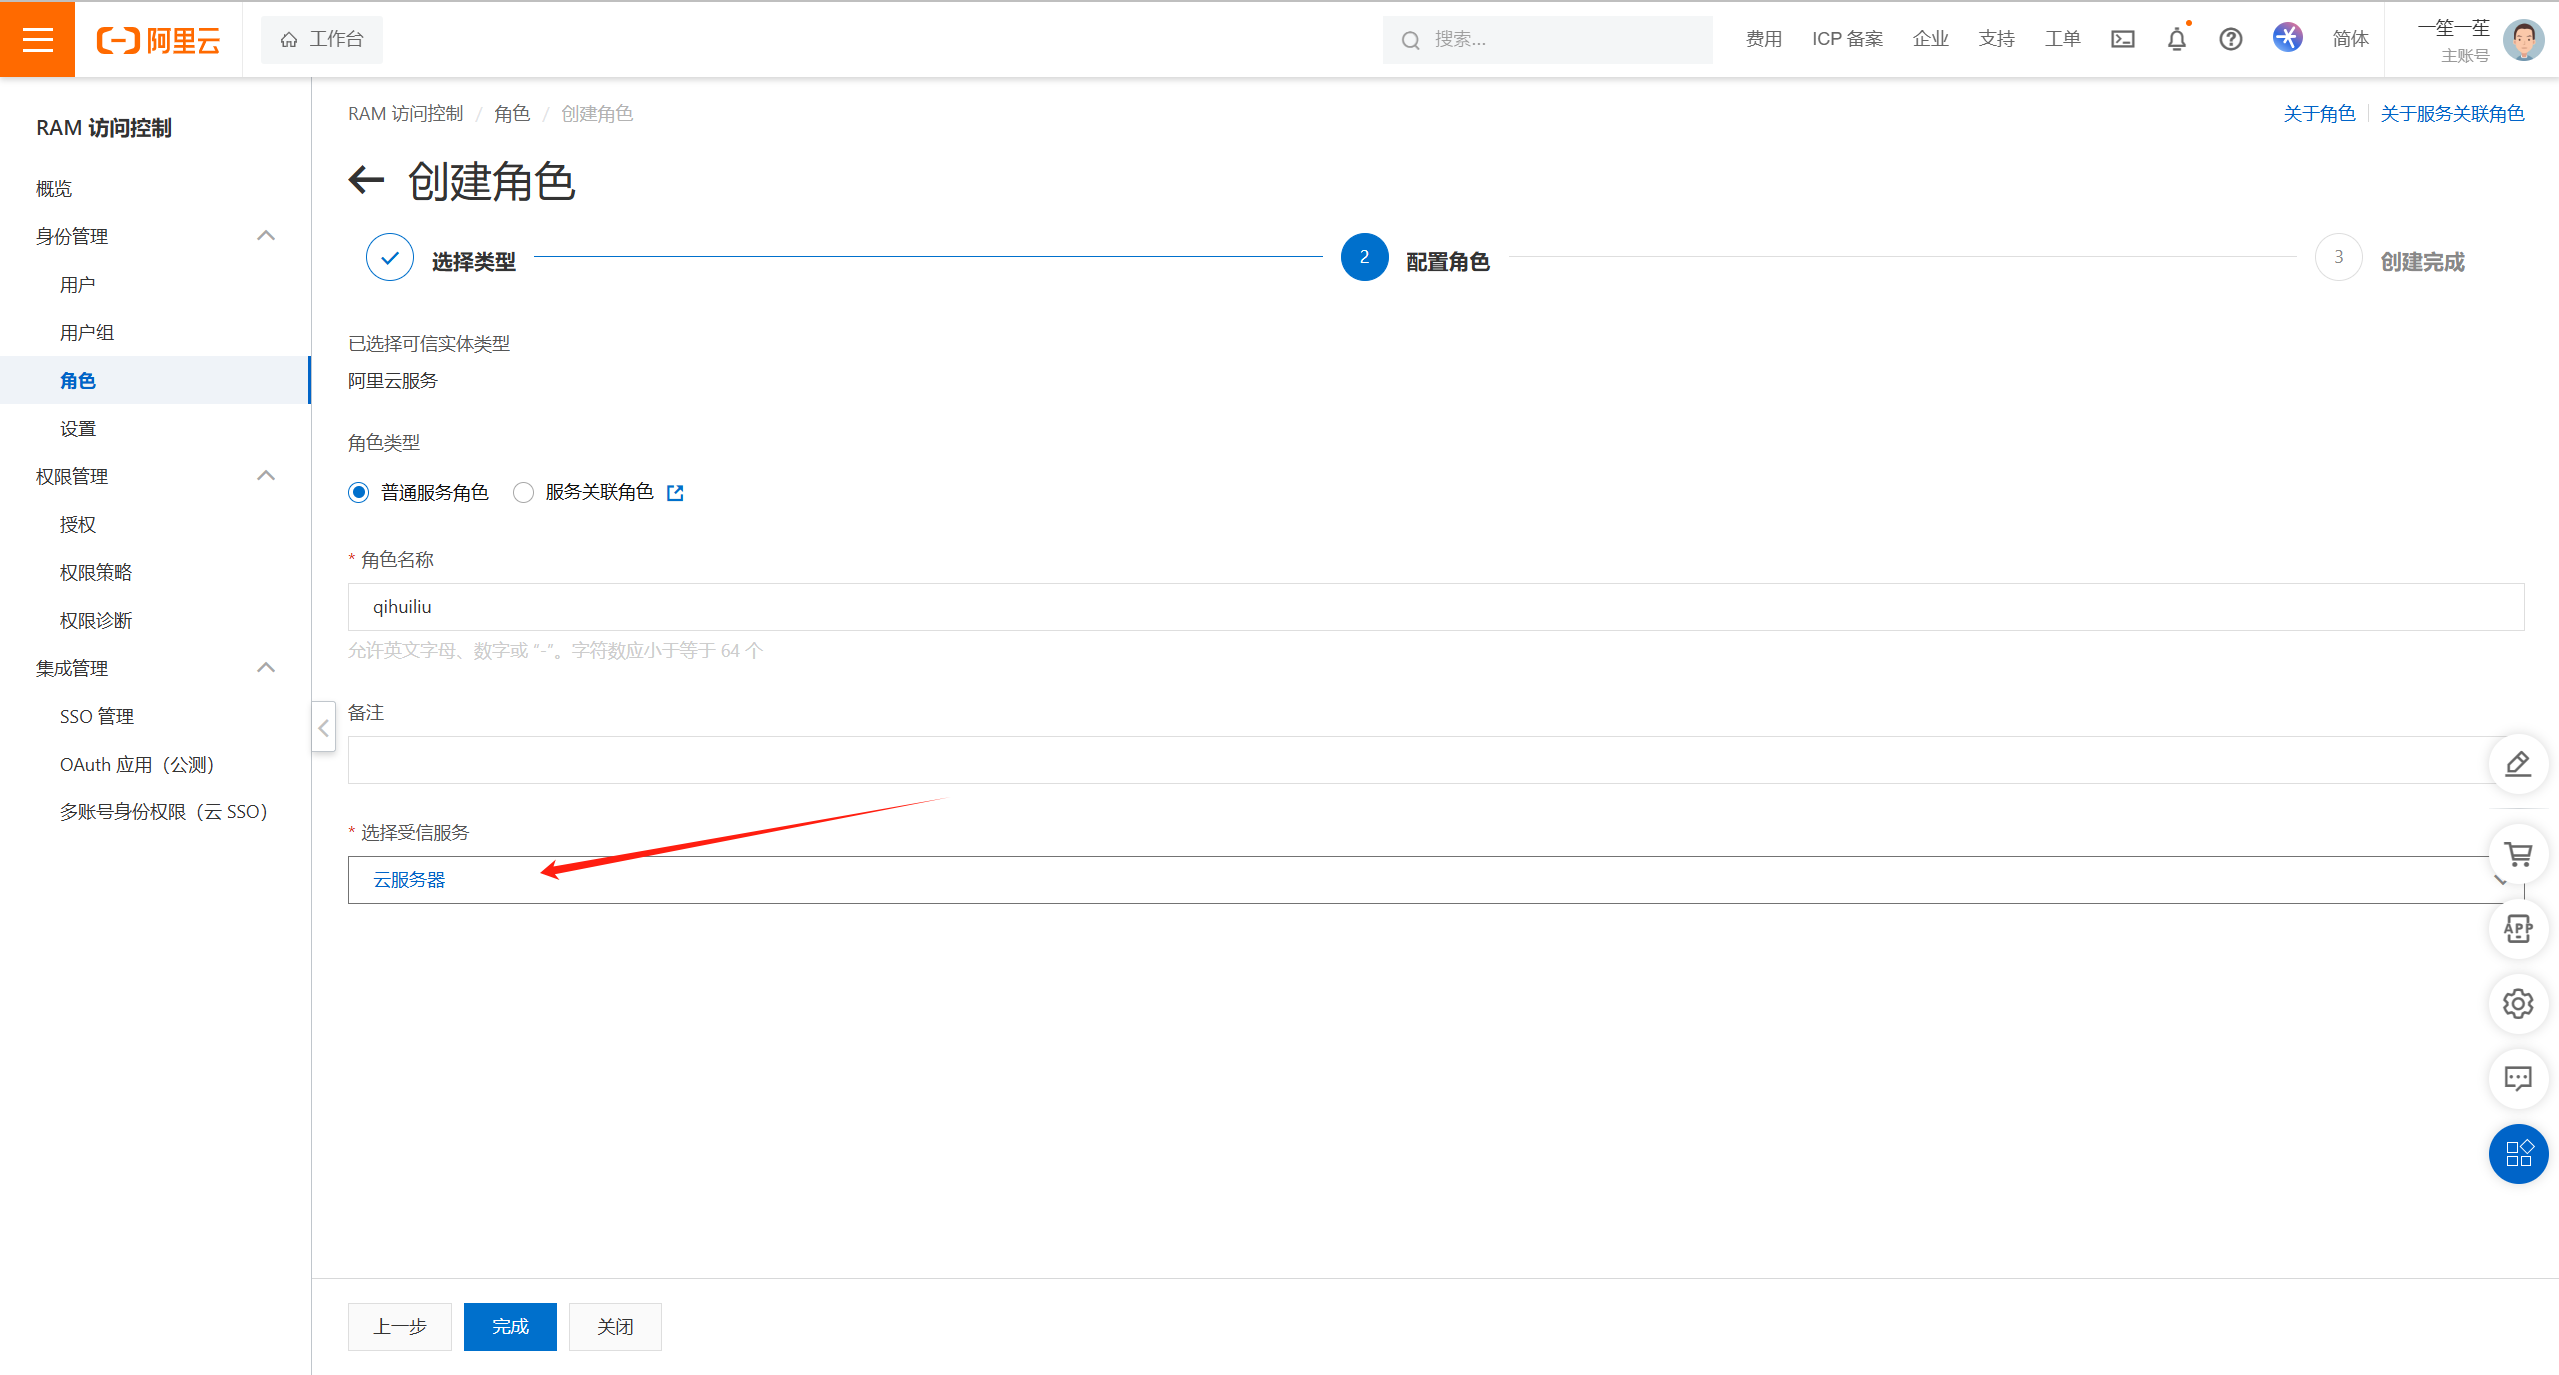 阿里云
工作台
搜索...
费用
ICP 备案
企业
支持
工单
简体
一笙一茎
主账号
RAM 访问控制
概览
身份管理
用户
用户组
角色
设置
权限管理
授权
权限策略
权限诊断
集成管理
SSO 管理
OAuth 应用（公测）
多账号身份权限（云 SSO）
RAM 访问控制 / 角色 / 创建角色
关于角色
关于服务关联角色
创建角色
选择类型
2
配置角色
3
创建完成
已选择可信实体类型
阿里云服务
角色类型
普通服务角色
服务关联角色
* 角色名称
qihuiliu
允许英文字母、数字或 “-”。字符数应小于等于 64 个
备注
* 选择受信服务
云服务器
APP
上一步
完成
关闭